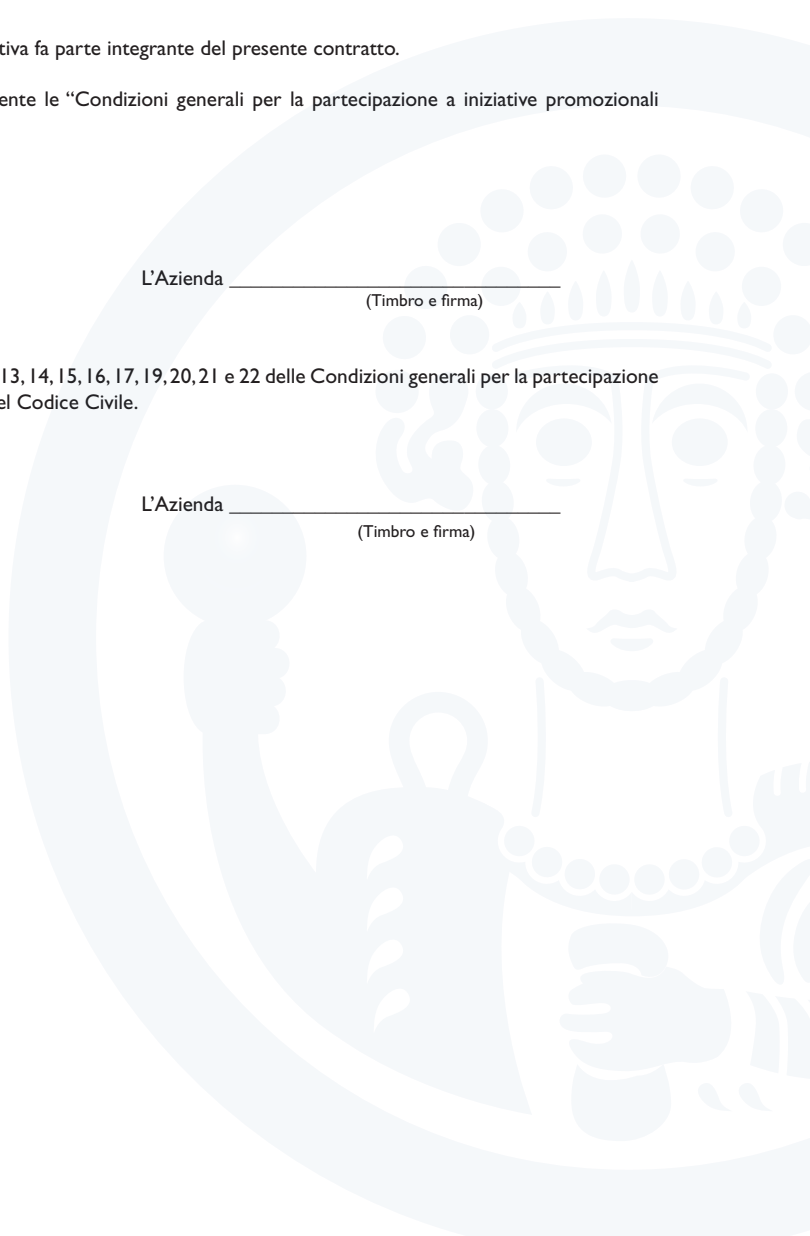 tiva fa parte integrante del presente contratto.
ente le “Condizioni generali per la partecipazione a iniziative promozionali
L’Azienda ______________________________
(Timbro e firma)
13, 14, 15, 16, 17, 19, 20, 21 e 22 delle Condizioni generali per la partecipazione
el Codice Civile.
L’Azienda ______________________________
(Timbro e firma)